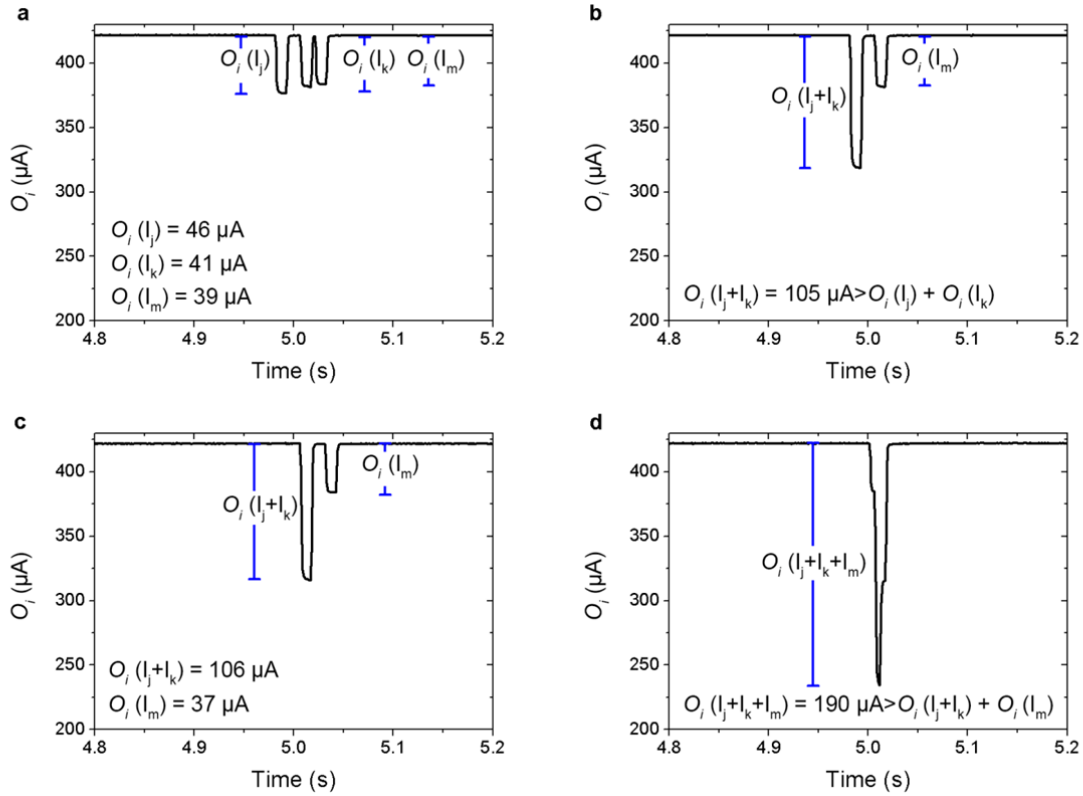 a
O_i (µA)
400
350
300
250
200
4.8 4.9 5.0 5.1 5.2
Time (s)
O_i (I_j)
O_i (I_k)
O_i (I_m)
O_i (I_j) = 46 µA
O_i (I_k) = 41 µA
O_i (I_m) = 39 µA
b
O_i (µA)
400
350
300
250
200
4.8 4.9 5.0 5.1 5.2
Time (s)
O_i (I_m)
O_i (I_j+I_k)
O_i (I_j+I_k) = 105 µA>O_i (I_j) + O_i (I_k)
c
O_i (µA)
400
350
300
250
200
4.8 4.9 5.0 5.1 5.2
Time (s)
O_i (I_m)
O_i (I_j+I_k)
O_i (I_j+I_k) = 106 µA
O_i (I_m) = 37 µA
d
O_i (µA)
400
350
300
250
200
4.8 4.9 5.0 5.1 5.2
Time (s)
O_i (I_j+I_k+I_m)
O_i (I_j+I_k+I_m) = 190 µA>O_i (I_j+I_k) + O_i (I_m)